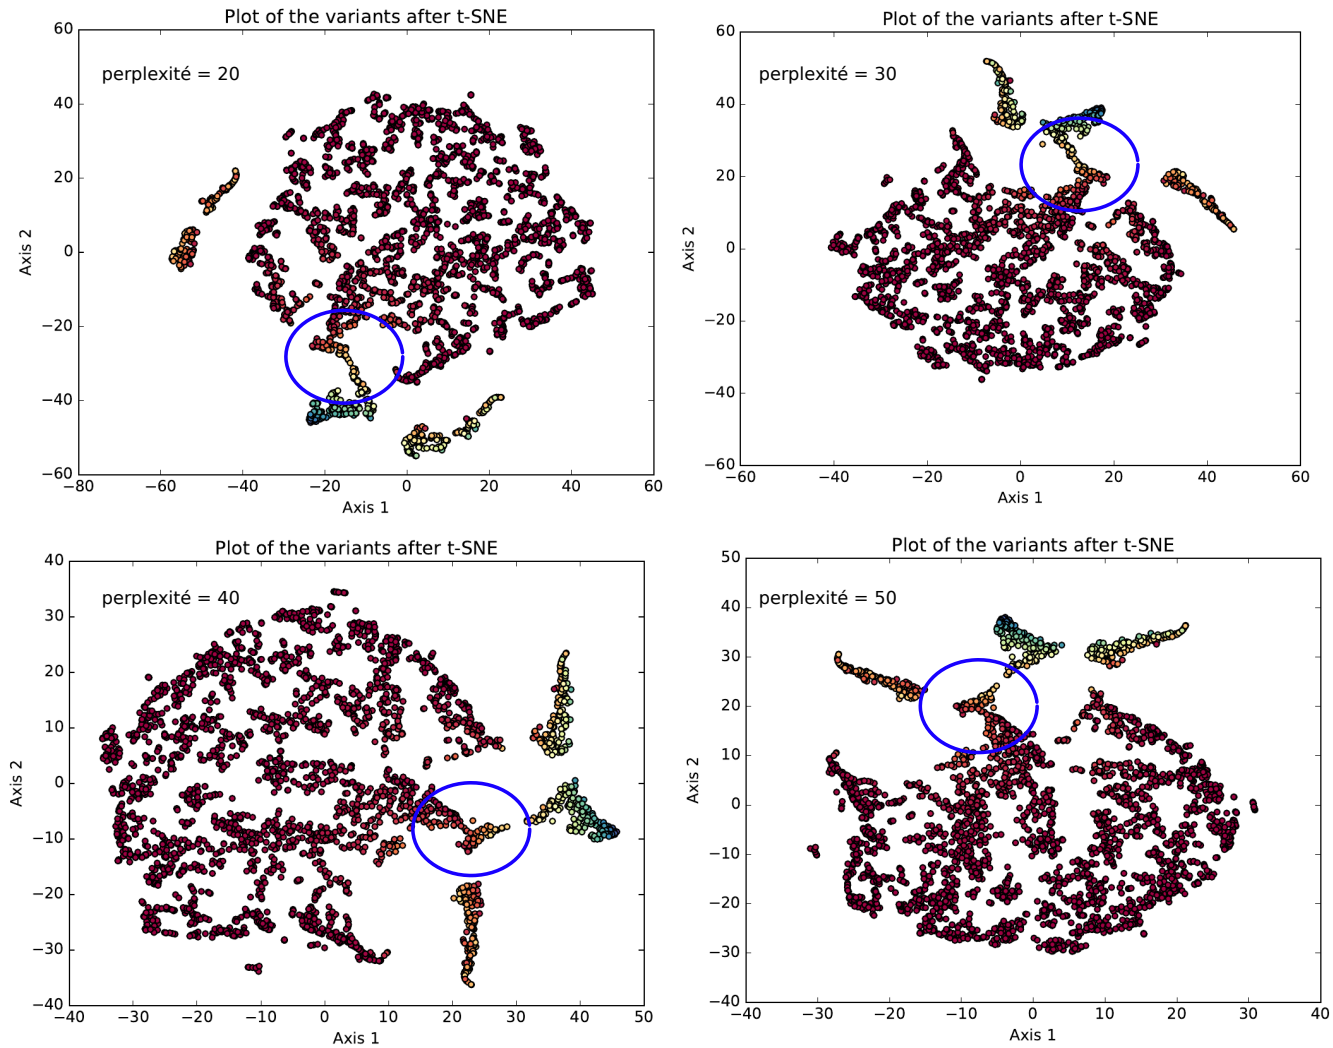 Plot of the variants after t-SNE
perplexité = 20
60
40
20
0
−20
−40
−60
Axis 2
−80 −60 −40 −20 0 20 40 60
Axis 1
Plot of the variants after t-SNE
perplexité = 30
60
40
20
0
−20
−40
−60
Axis 2
−60 −40 −20 0 20 40 60
Axis 1
Plot of the variants after t-SNE
perplexité = 40
40
30
20
10
0
−10
−20
−30
−40
Axis 2
−40 −30 −20 −10 0 10 20 30 40 50
Axis 1
Plot of the variants after t-SNE
perplexité = 50
50
40
30
20
10
0
−10
−20
−30
−40
Axis 2
−40 −30 −20 −10 0 10 20 30 40
Axis 1